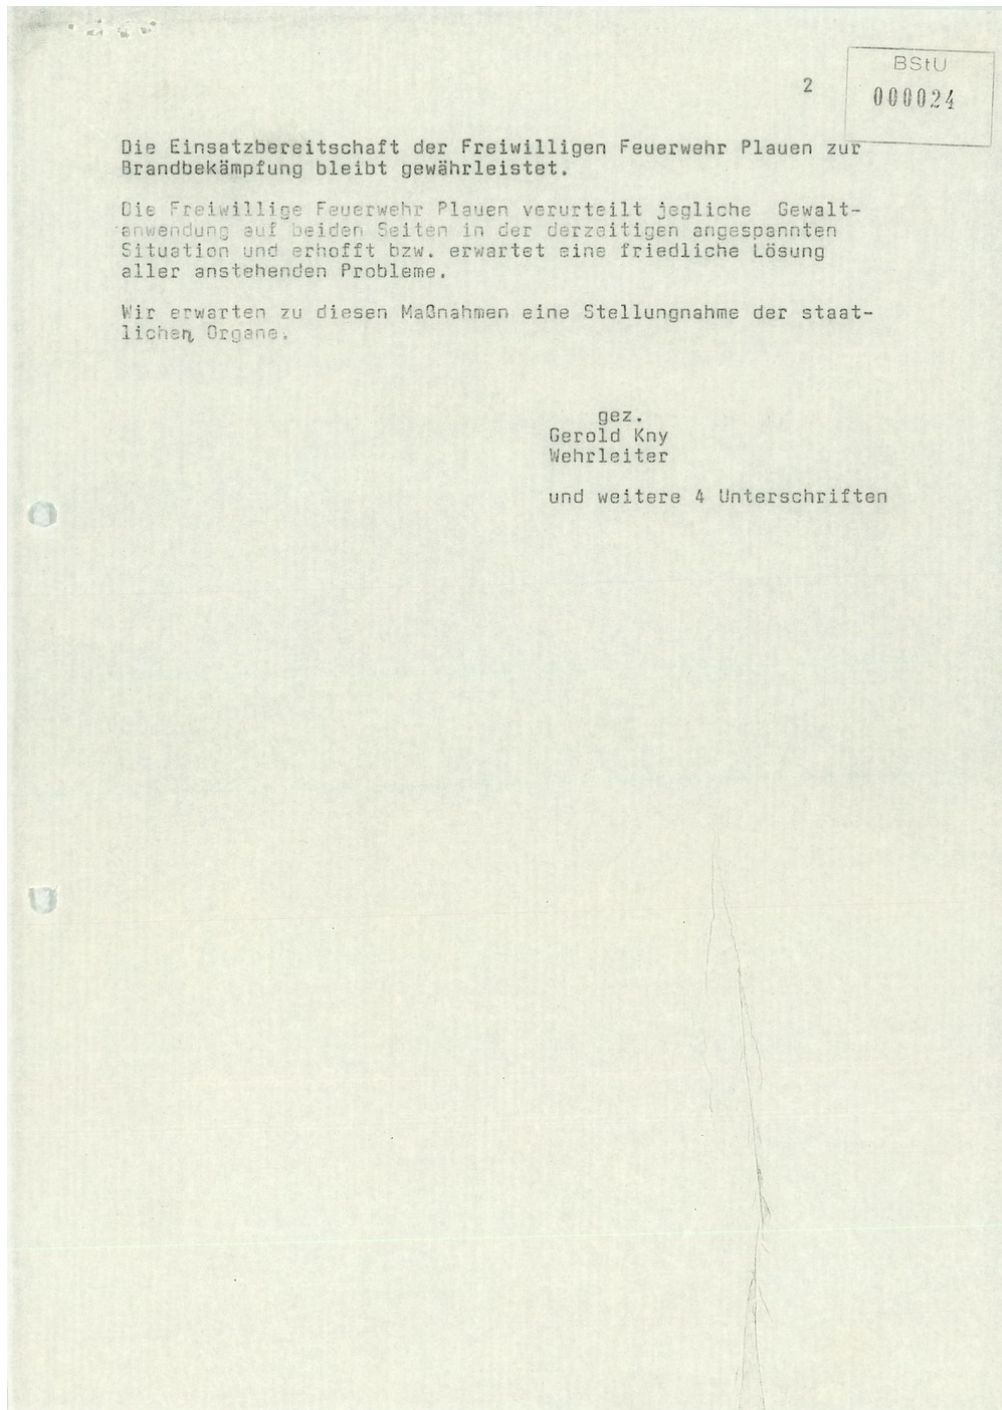 BStU
2
000024
Die Einsatzbereitschaft der Freiwilligen Feuerwehr Plauen zur
Brandbekämpfung bleibt gewährleistet.
Die Freiwillige Feuerwehr Plauen verurteilt jegliche Gewalt-
anwendung auf beiden Seiten in der derzeitigen angespannten
Situation und erhofft bzw. erwartet eine friedliche Lösung
aller anstehenden Probleme.
Wir erwarten zu diesen Maßnahmen eine Stellungnahme der staat-
lichen Organe.
gez.
Gerold Kny
Wehrleiter
und weitere 4 Unterschriften